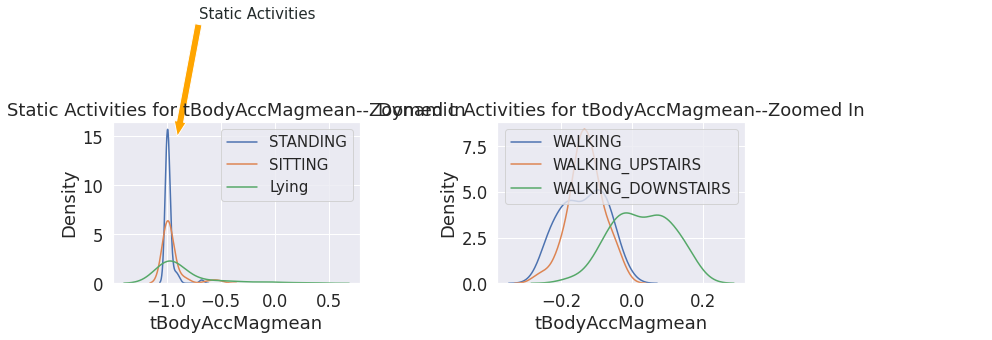 Static Activities
Static Activities for tBodyAccMagmean--Zoomed In
Dynamic Activities for tBodyAccMagmean--Zoomed In
Density
15
10
5
0
STANDING
SITTING
Lying
−1.0 −0.5 0.0 0.5
tBodyAccMagmean
Density
7.5
5.0
2.5
0.0
WALKING
WALKING_UPSTAIRS
WALKING_DOWNSTAIRS
−0.2 0.0 0.2
tBodyAccMagmean